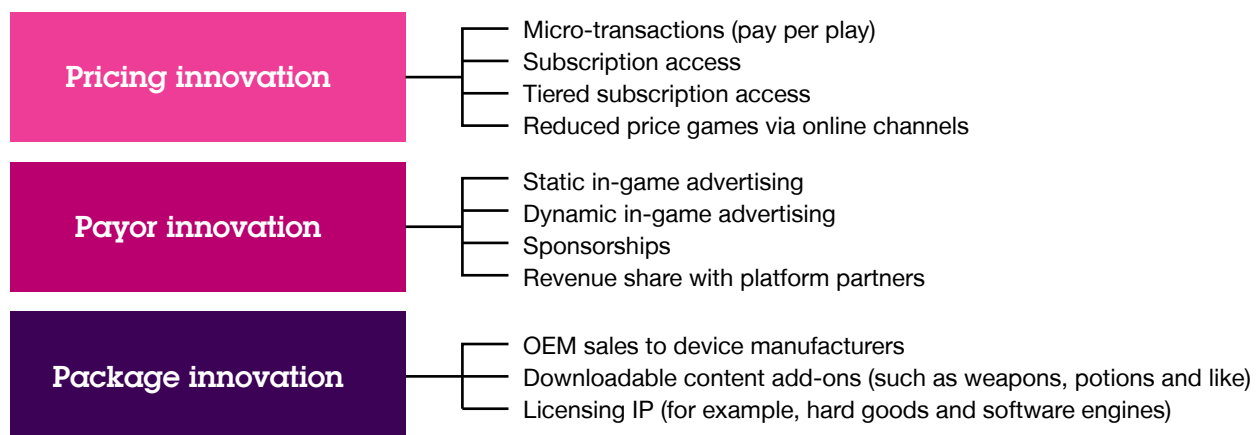 Pricing innovation
Micro-transactions (pay per play)
Subscription access
Tiered subscription access
Reduced price games via online channels
Payor innovation
Static in-game advertising
Dynamic in-game advertising
Sponsorships
Revenue share with platform partners
Package innovation
OEM sales to device manufacturers
Downloadable content add-ons (such as weapons, potions and like)
Licensing IP (for example, hard goods and software engines)